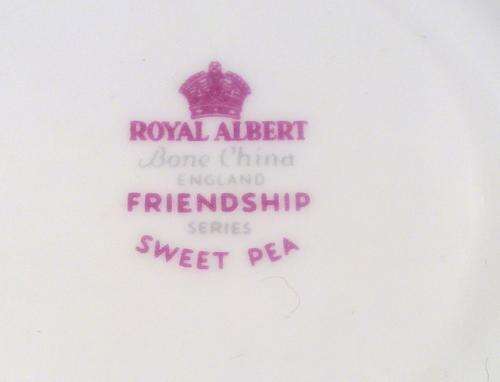 ROYAL ALBERT
Bone China
ENGLAND
FRIENDSHIP
SERIES
SWEET PEA